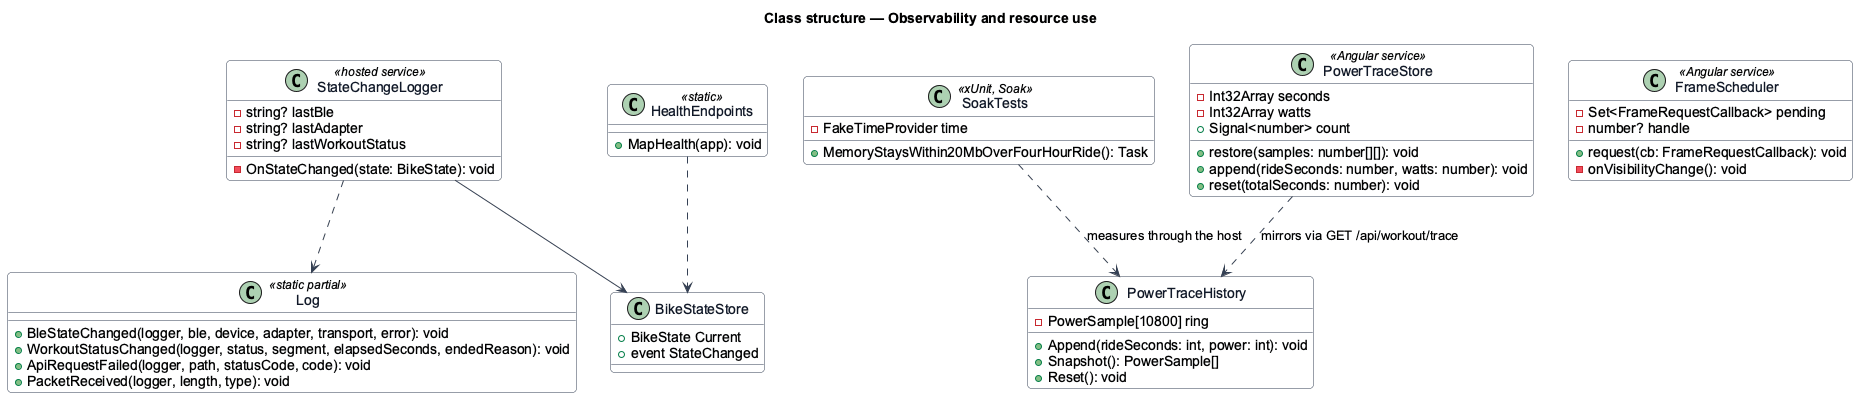 Class structure — Observability and resource use
«hosted service»
C StateChangeLogger
string? lastBle
string? lastAdapter
string? lastWorkoutStatus
OnStateChanged(state: BikeState): void
«static»
C HealthEndpoints
MapHealth(app): void
«xUnit, Soak»
C SoakTests
FakeTimeProvider time
MemoryStaysWithin20MbOverFourHourRide(): Task
«Angular service»
C PowerTraceStore
Int32Array seconds
Int32Array watts
Signal<number> count
restore(samples: number[][]): void
append(rideSeconds: number, watts: number): void
reset(totalSeconds: number): void
«Angular service»
C FrameScheduler
Set<FrameRequestCallback> pending
number? handle
request(cb: FrameRequestCallback): void
onVisibilityChange(): void
measures through the host
mirrors via GET /api/workout/trace
«static partial»
C Log
BleStateChanged(logger, ble, device, adapter, transport, error): void
WorkoutStatusChanged(logger, status, segment, elapsedSeconds, endedReason): void
ApiRequestFailed(logger, path, statusCode, code): void
PacketReceived(logger, length, type): void
C BikeStateStore
BikeState Current
event StateChanged
C PowerTraceHistory
PowerSample[10800] ring
Append(rideSeconds: int, power: int): void
Snapshot(): PowerSample[]
Reset(): void